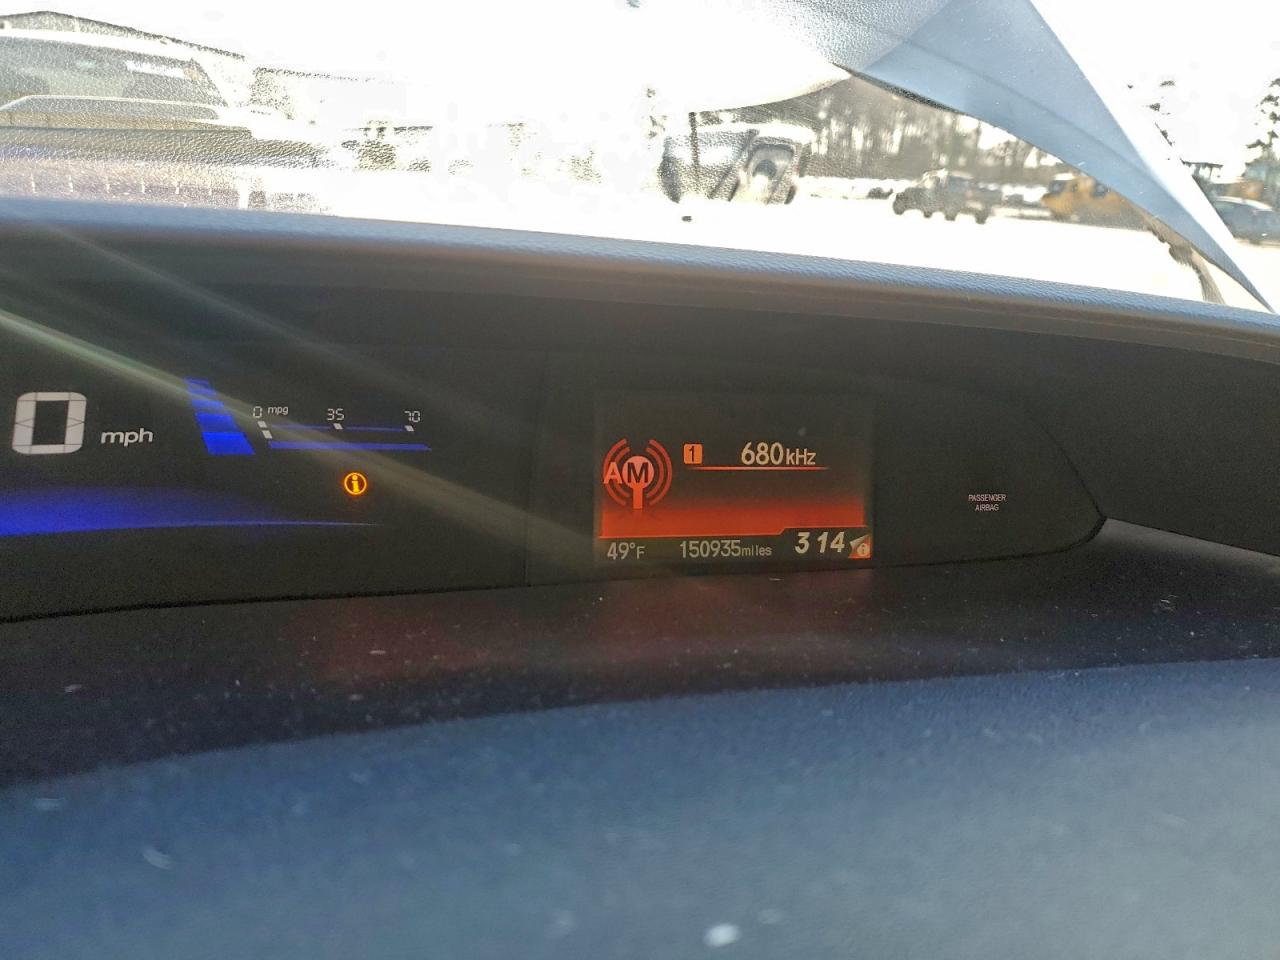 0 mph
0 mpg 35 70
i
AM 1 680kHz
49°F 150935miles 314 i
PASSENGER
AIRBAG